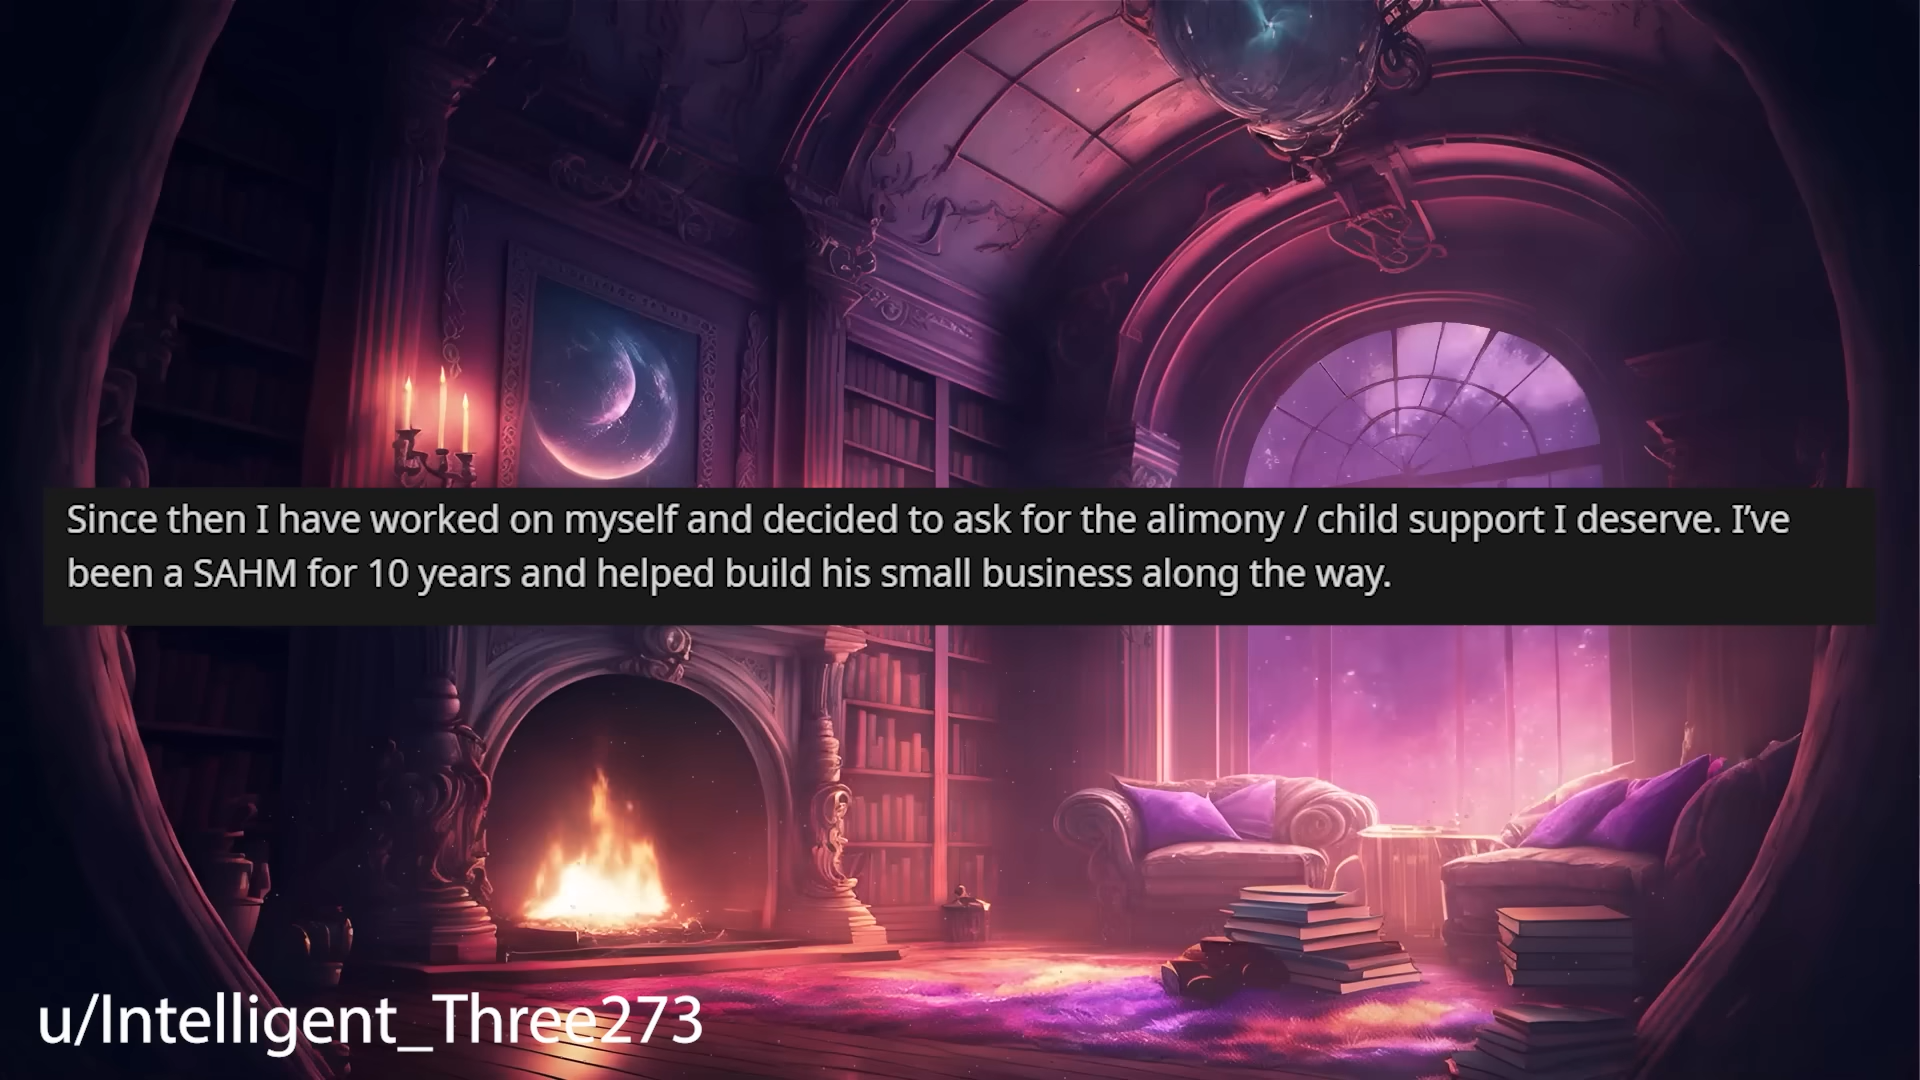 Since then I have worked on myself and decided to ask for the alimony / child support I deserve. I’ve
been a SAHM for 10 years and helped build his small business along the way.
u/Intelligent_Three273